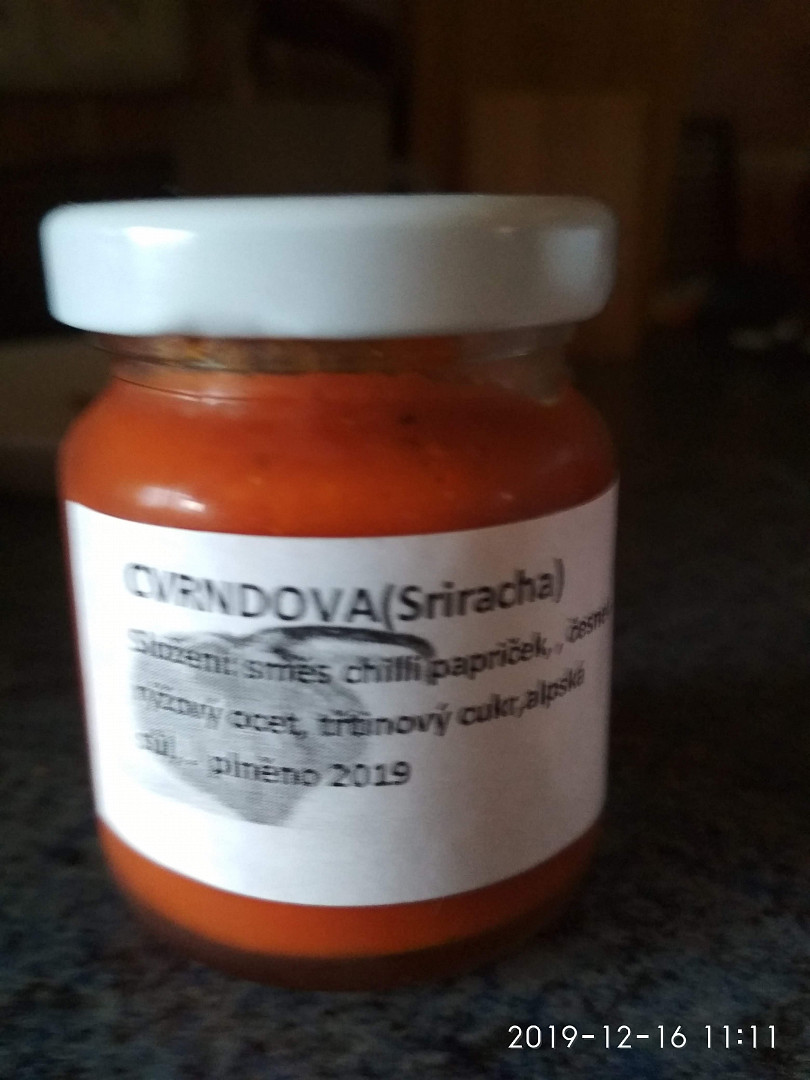 CVRNDOVA(Sriracha)
Složení: směs chilli papriček, , česne
rýžový ocet, třtinový cukr,alpská
sůl,.. plněno 2019
2019-12-16 11:11